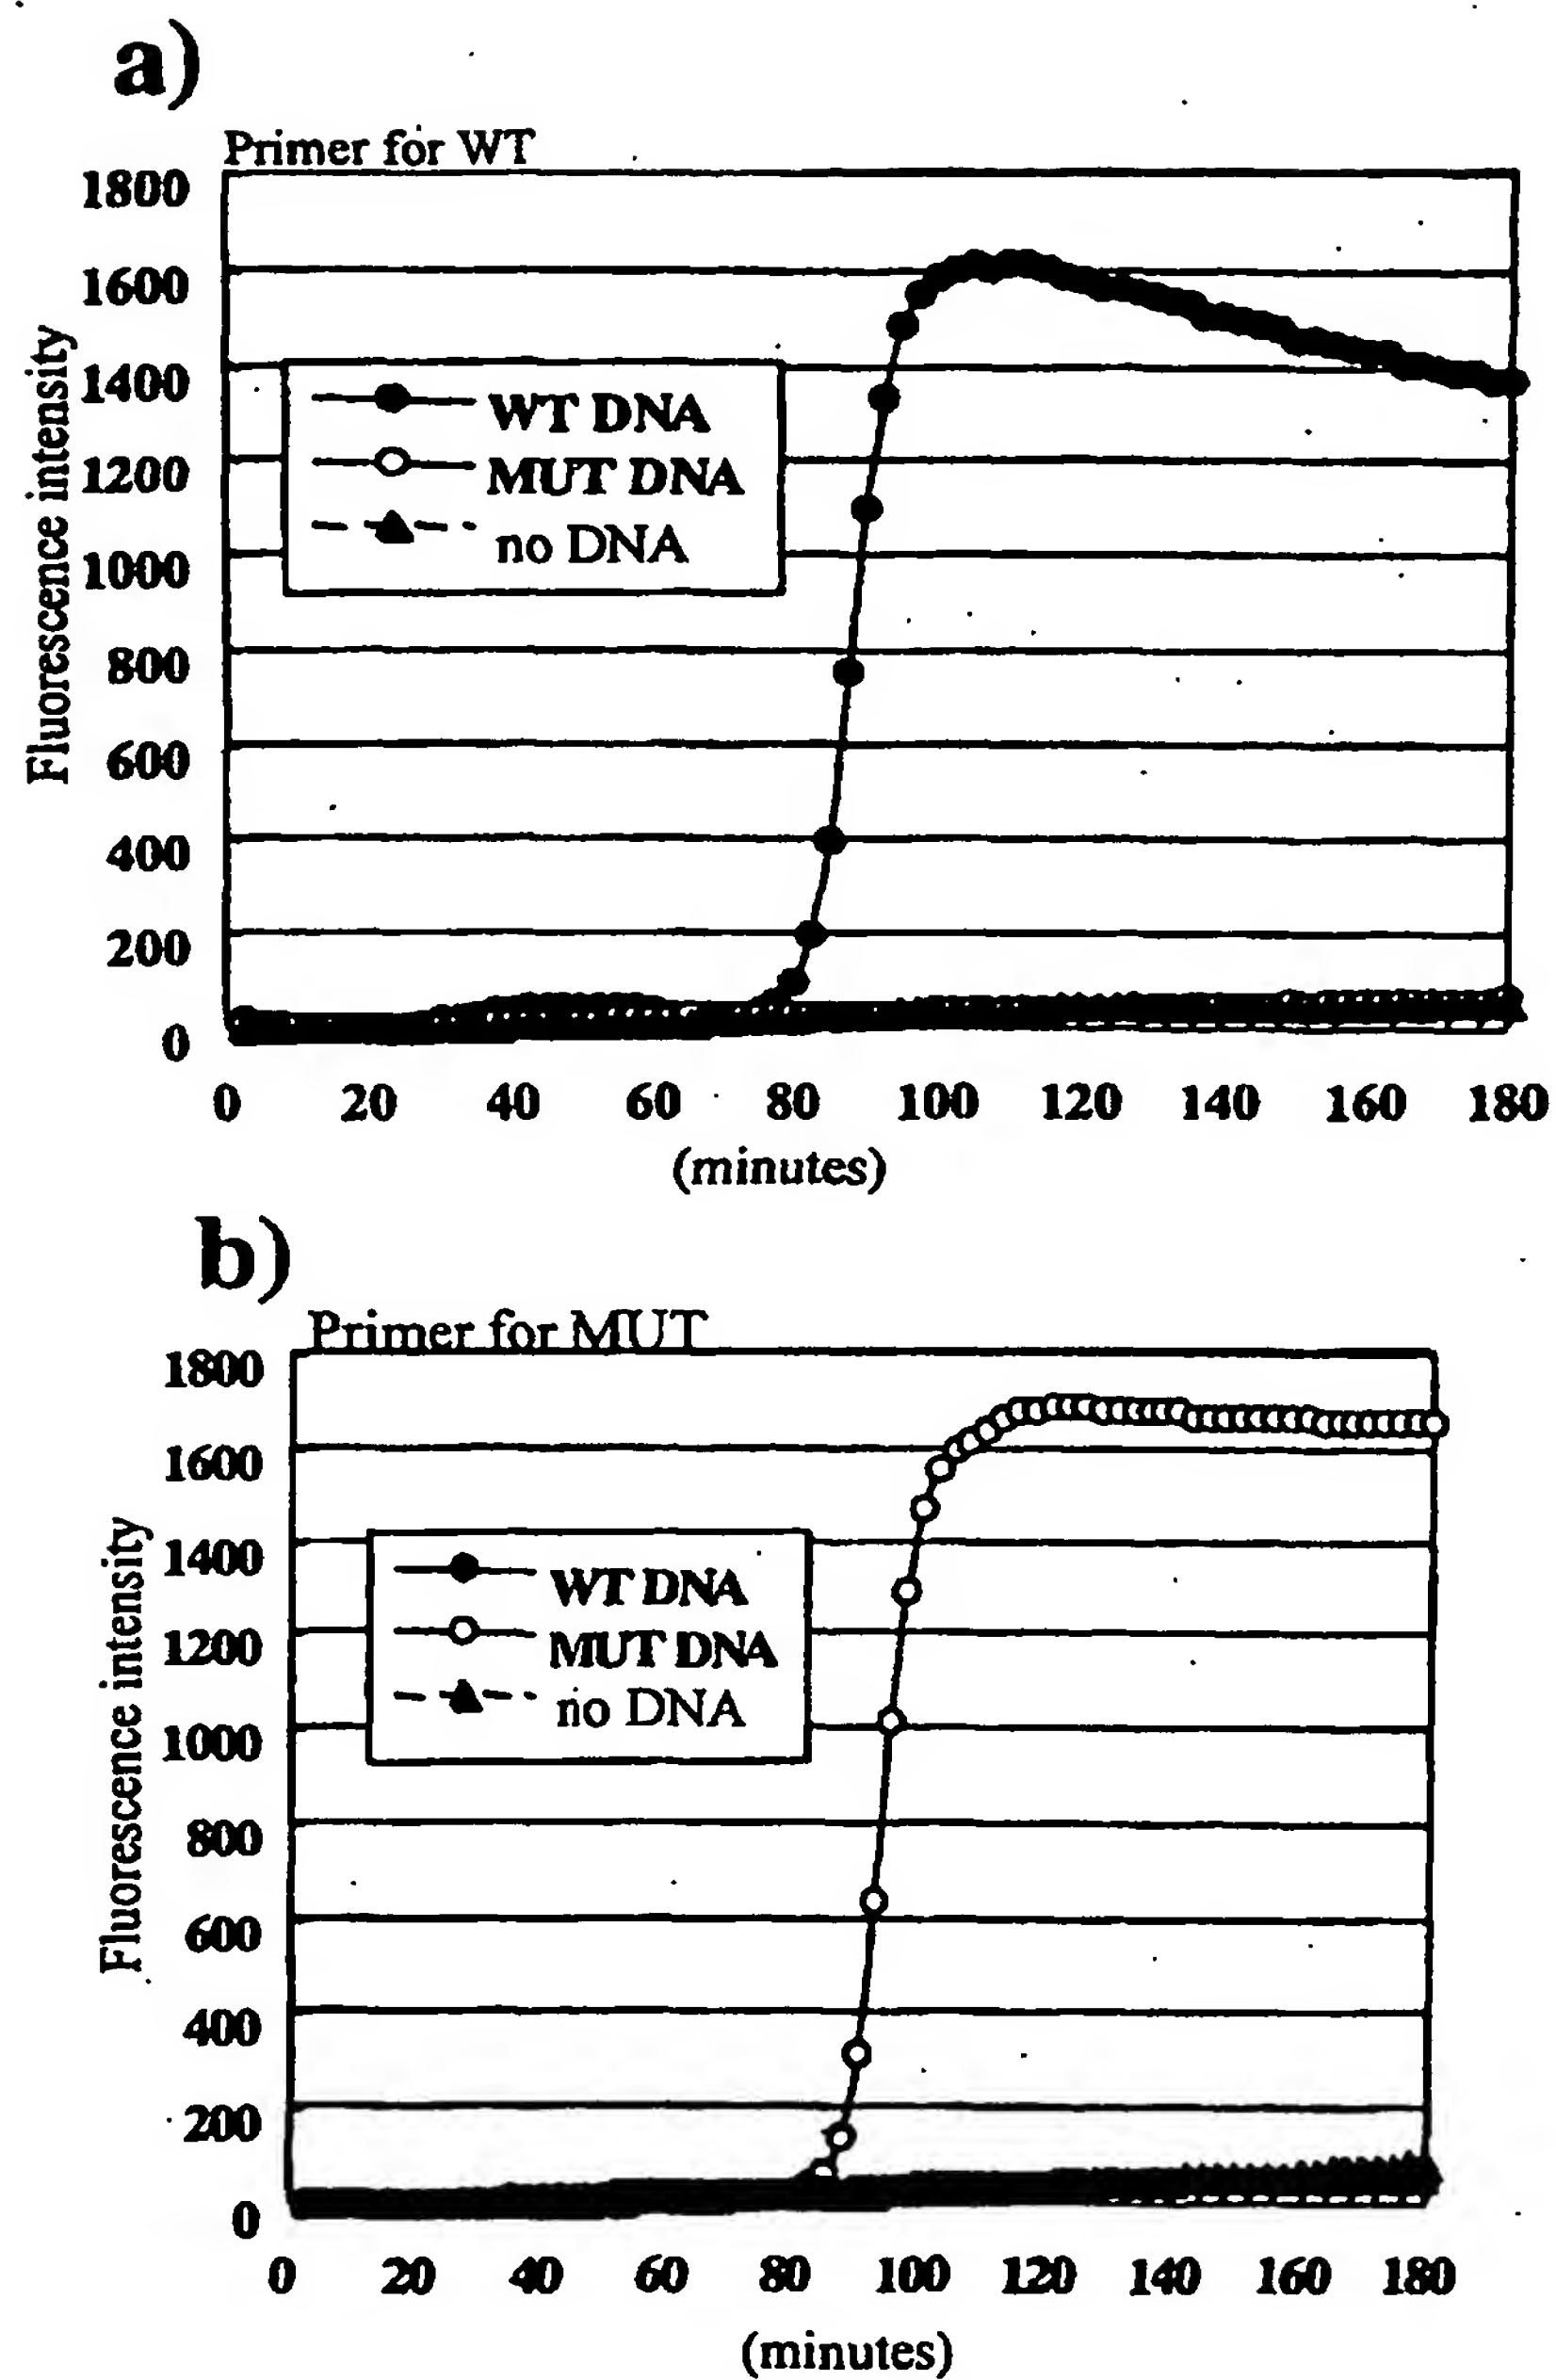 a)
Primer for WT
1800
1600
1400
1200
1000
800
600
400
200
0
Fluorescence intensity
WT DNA
MUT DNA
no DNA
0 20 40 60 80 100 120 140 160 180
(minutes)
b)
Primer for MUT
1800
1600
1400
1200
1000
800
600
400
200
0
Fluorescence intensity
WT DNA
MUT DNA
no DNA
0 20 40 60 80 100 120 140 160 180
(minutes)